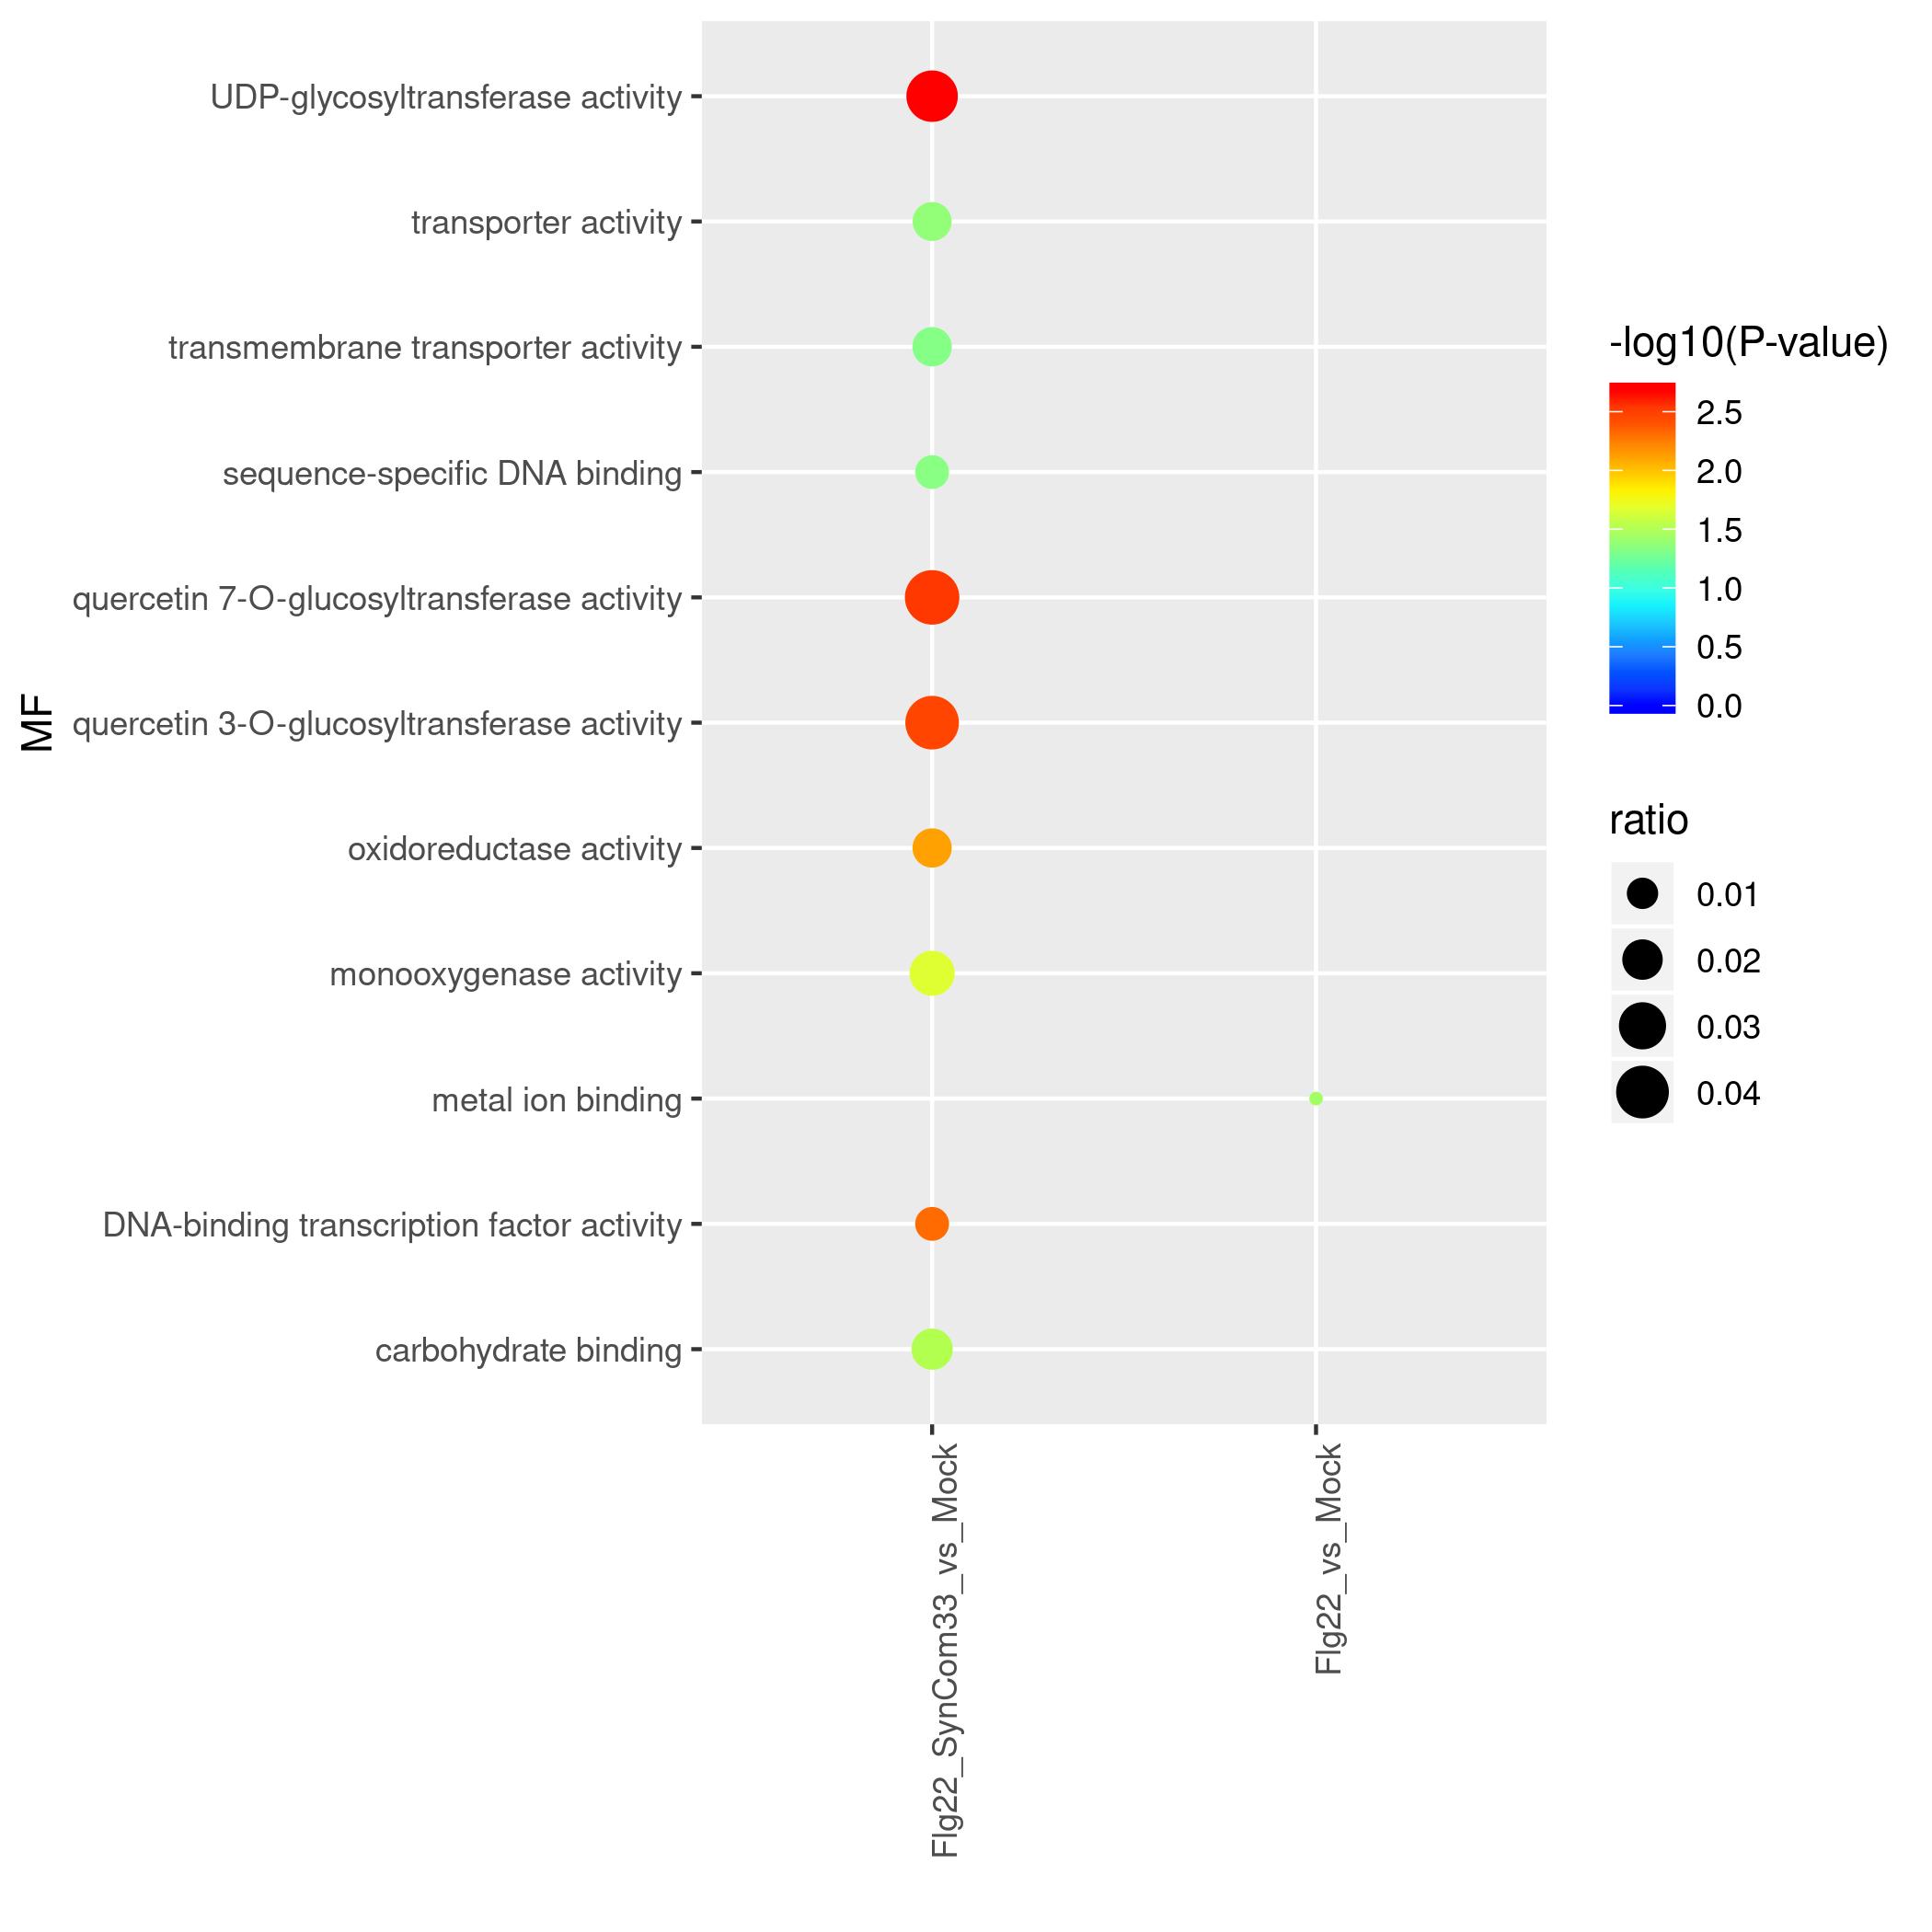 UDP-glycosyltransferase activity
transporter activity
transmembrane transporter activity
sequence-specific DNA binding
quercetin 7-O-glucosyltransferase activity
quercetin 3-O-glucosyltransferase activity
oxidoreductase activity
monooxygenase activity
metal ion binding
DNA-binding transcription factor activity
carbohydrate binding
MF
Flg22_SynCom33_vs_Mock
Flg22_vs_Mock
-log10(P-value)
2.5
2.0
1.5
1.0
0.5
0.0
ratio
0.01
0.02
0.03
0.04